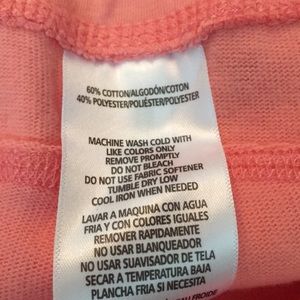 60% COTTON/ALGODÓN/COTON
40% POLYESTER/POLIÉSTER/POLYESTER
MACHINE WASH COLD WITH
LIKE COLORS ONLY
REMOVE PROMPTLY
DO NOT BLEACH
DO NOT USE FABRIC SOFTENER
TUMBLE DRY LOW
COOL IRON WHEN NEEDED
LAVAR A MAQUINA CON AGUA
FRIA Y CON COLORES IGUALES
REMOVER RAPIDAMENTE
NO USAR BLANQUEADOR
NO USAR SUAVISADOR DE TELA
SECAR A TEMPERATURA BAJA
PLANCHA FRIA SI NECESITA
AU FROIDE